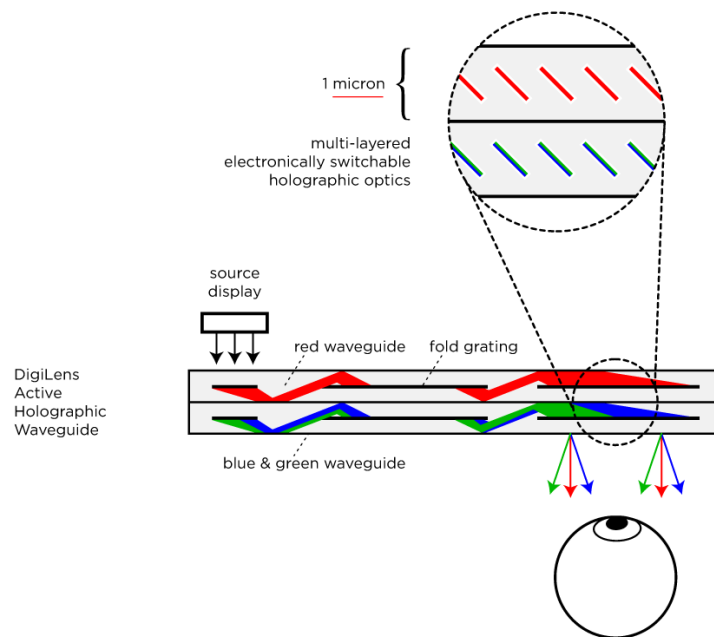 1 micron
multi-layered
electronically switchable
holographic optics
source
display
red waveguide
fold grating
DigiLens
Active
Holographic
Waveguide
blue & green waveguide